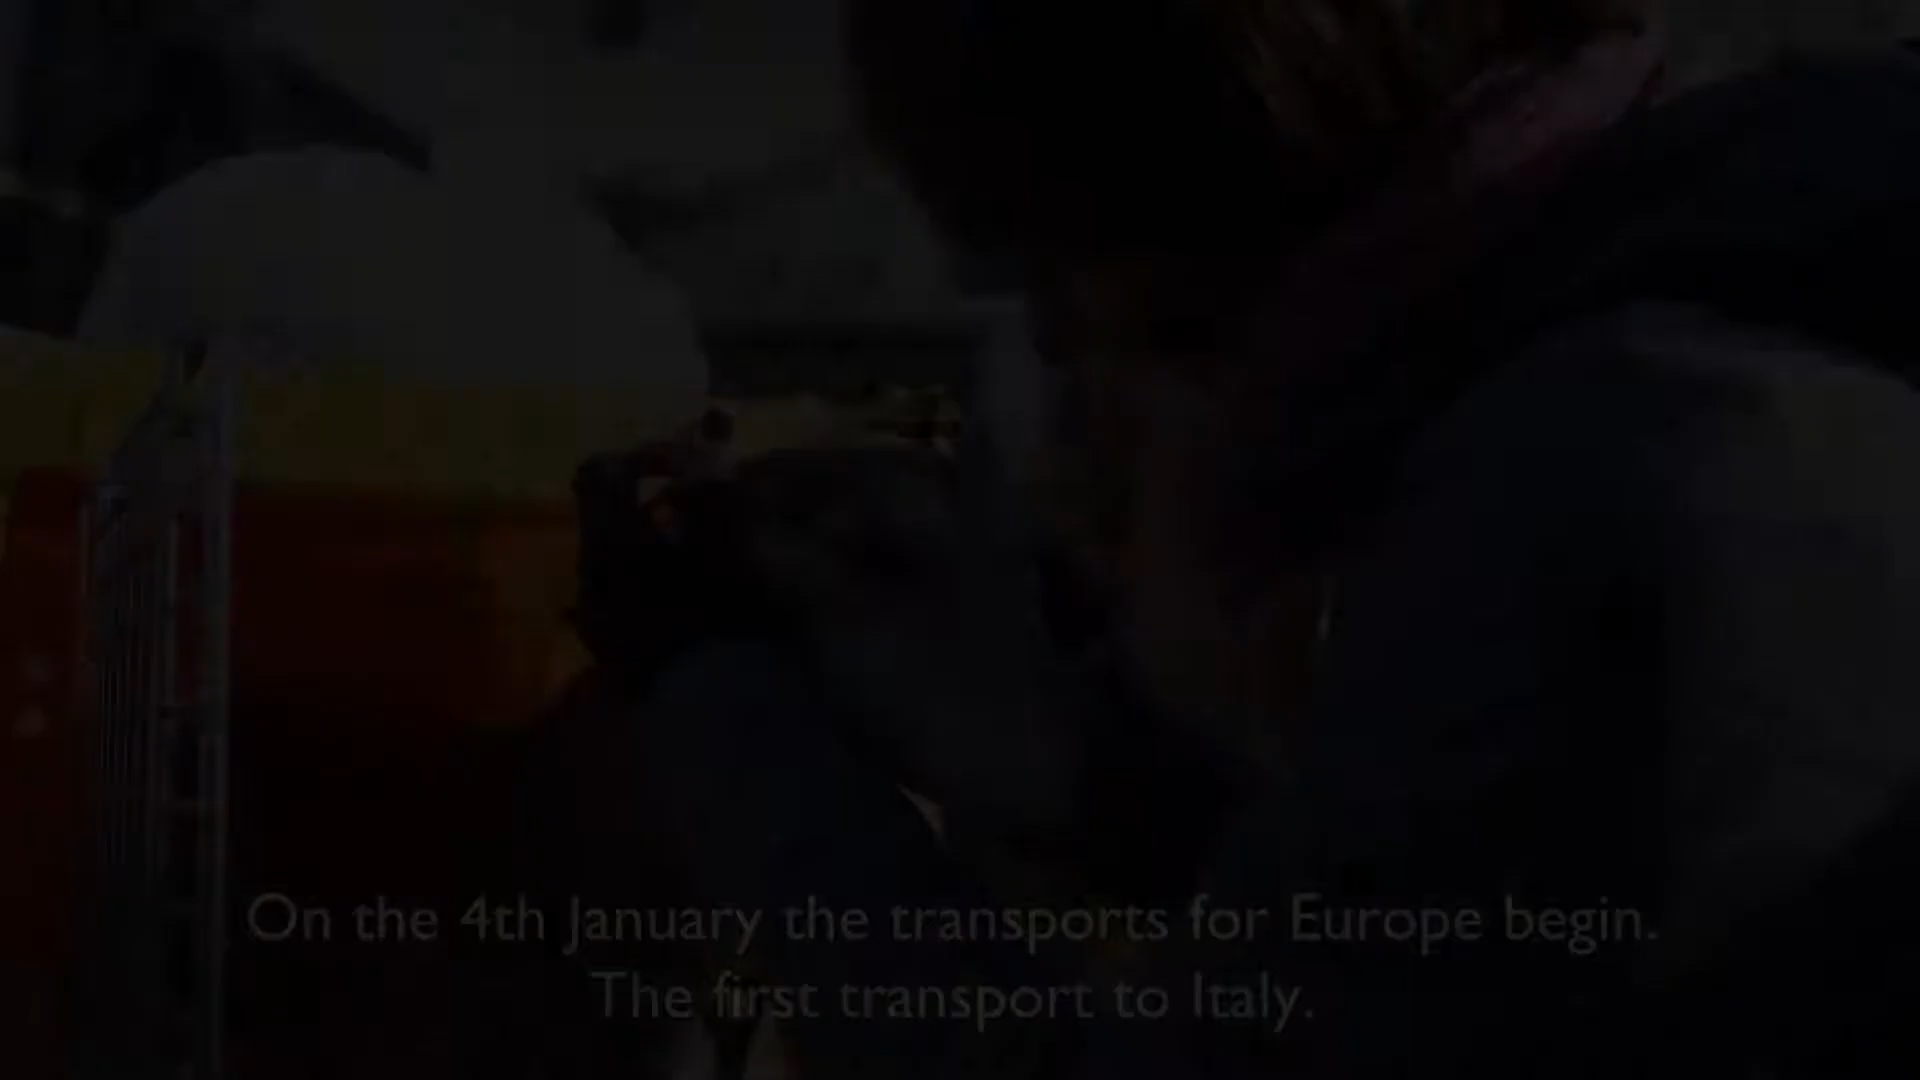 On the 4th January the transports for Europe begin.
The first transport to Italy.